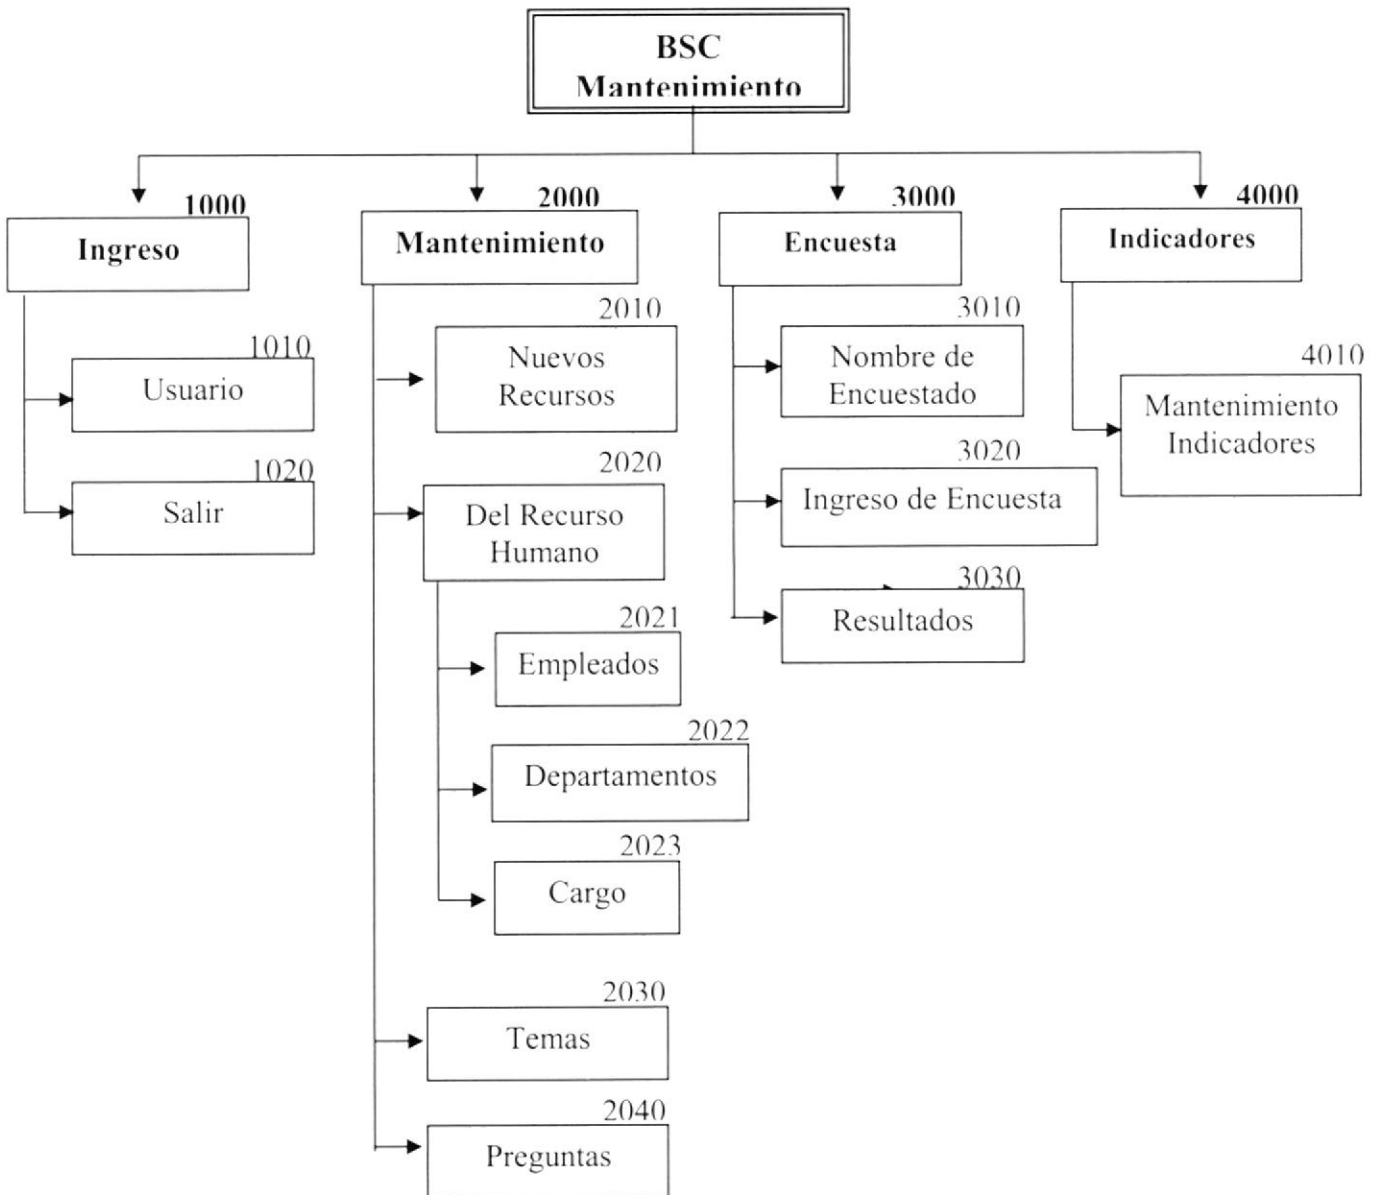 BSC
Mantenimiento
1000
Ingreso
1010
Usuario
1020
Salir
2000
Mantenimiento
2010
Nuevos
Recursos
2020
Del Recurso
Humano
2021
Empleados
2022
Departamentos
2023
Cargo
2030
Temas
2040
Preguntas
3000
Encuesta
3010
Nombre de
Encuestado
3020
Ingreso de Encuesta
3030
Resultados
4000
Indicadores
4010
Mantenimiento
Indicadores